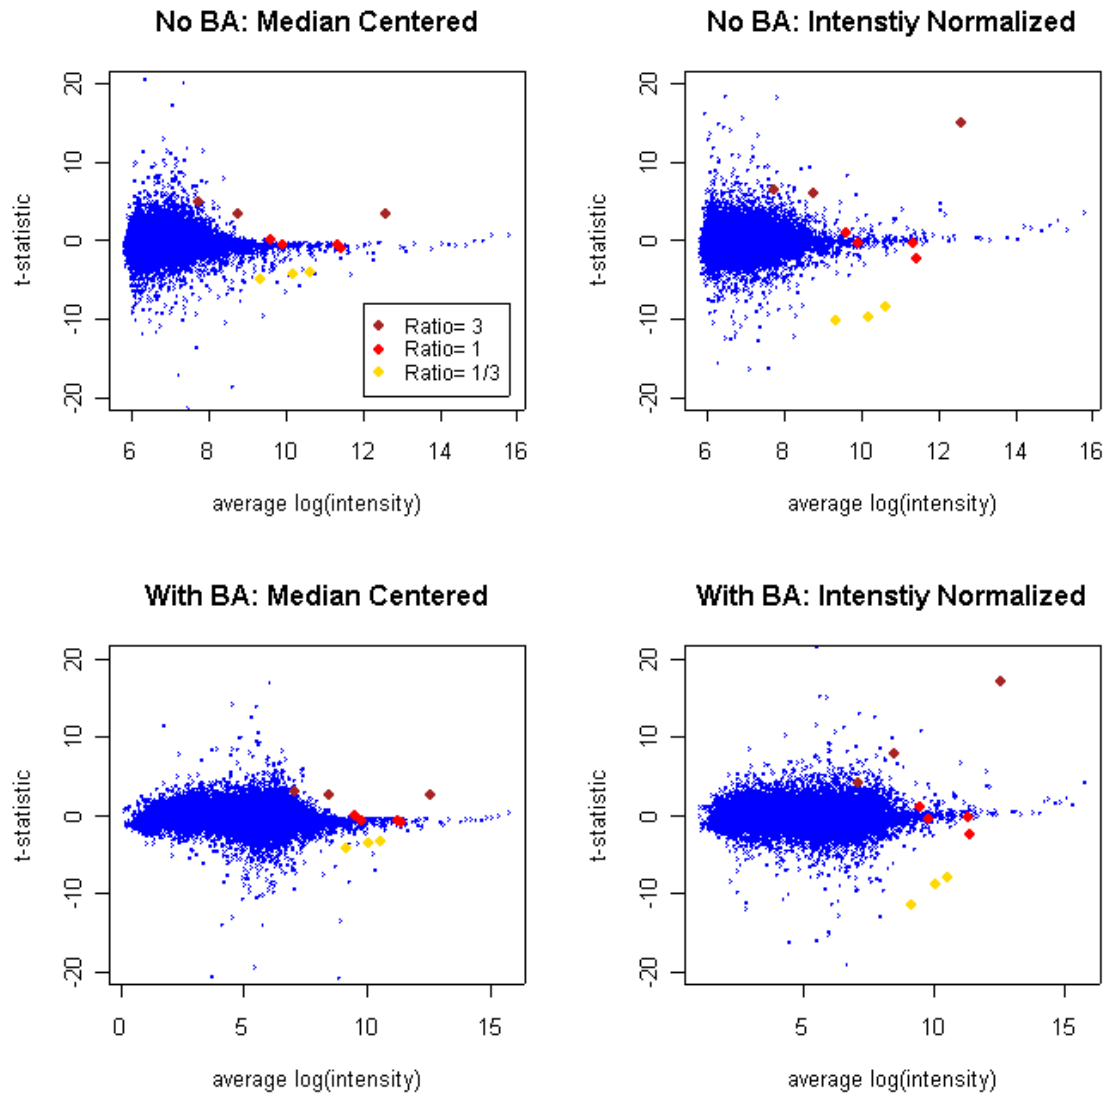 No BA: Median Centered
20
10
0
-10
-20
t-statistic
Ratio= 3
Ratio= 1
Ratio= 1/3
6 8 10 12 14 16
average log(intensity)
No BA: Intenstiy Normalized
20
10
0
-10
-20
t-statistic
6 8 10 12 14 16
average log(intensity)
With BA: Median Centered
20
10
0
-10
-20
t-statistic
0 5 10 15
average log(intensity)
With BA: Intenstiy Normalized
20
10
0
-10
-20
t-statistic
5 10 15
average log(intensity)